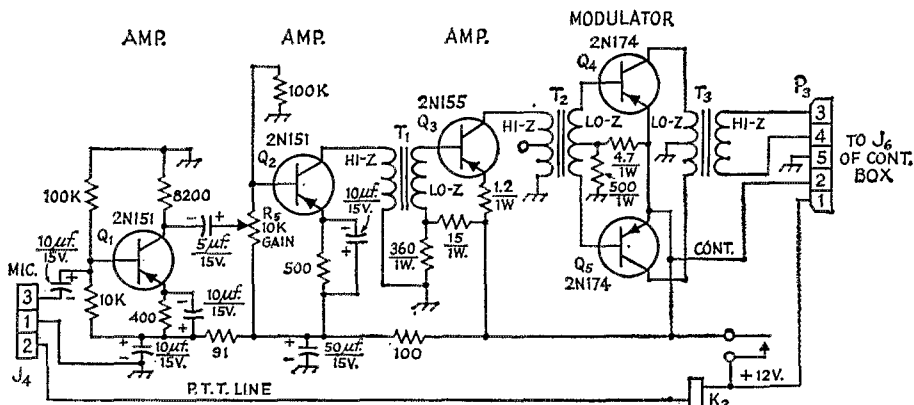 AMP.
AMP.
AMP.
MODULATOR
2N174
Q4
100K
2N155
Q3
T2
T3
P3
2N151
Q2
T1
HI-Z
LO-Z
LO-Z
HI-Z
3
4
5
2
1
TO J6
OF CONT.
BOX
HI-Z
LO-Z
100K
8200
2N151
Q1
10μf.
15V.
5μf.
15V.
R5
10K
GAIN
10μf.
15V.
1.2
1W
4.7
1W
500
1W
MIC.
3
1
2
J4
10K
400
10μf
15V.
500
360
1W.
15
1W.
Q5
2N174
CONT.
10μf
15V.
91
50μf.
15V.
100
P.T.T. LINE
+12V.